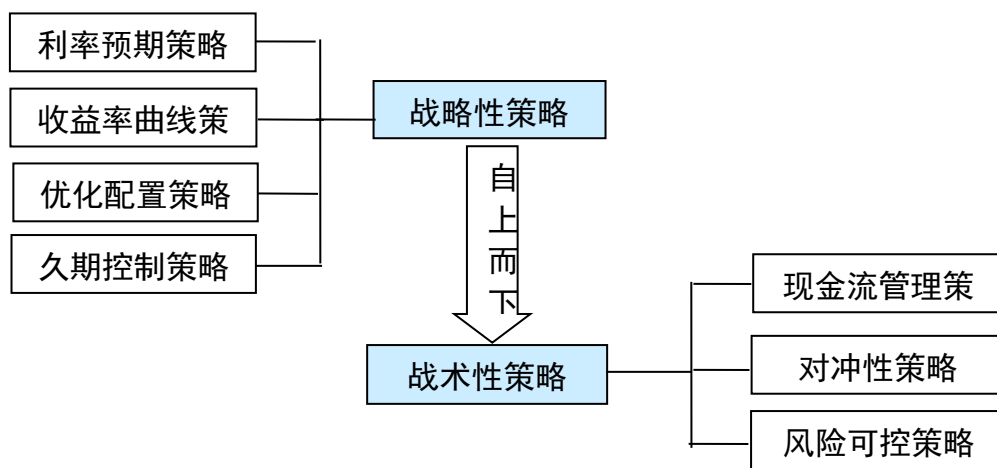 利率预期策略
收益率曲线策
优化配置策略
久期控制策略
战略性策略
自
上
而
下
战术性策略
现金流管理策
对冲性策略
风险可控策略